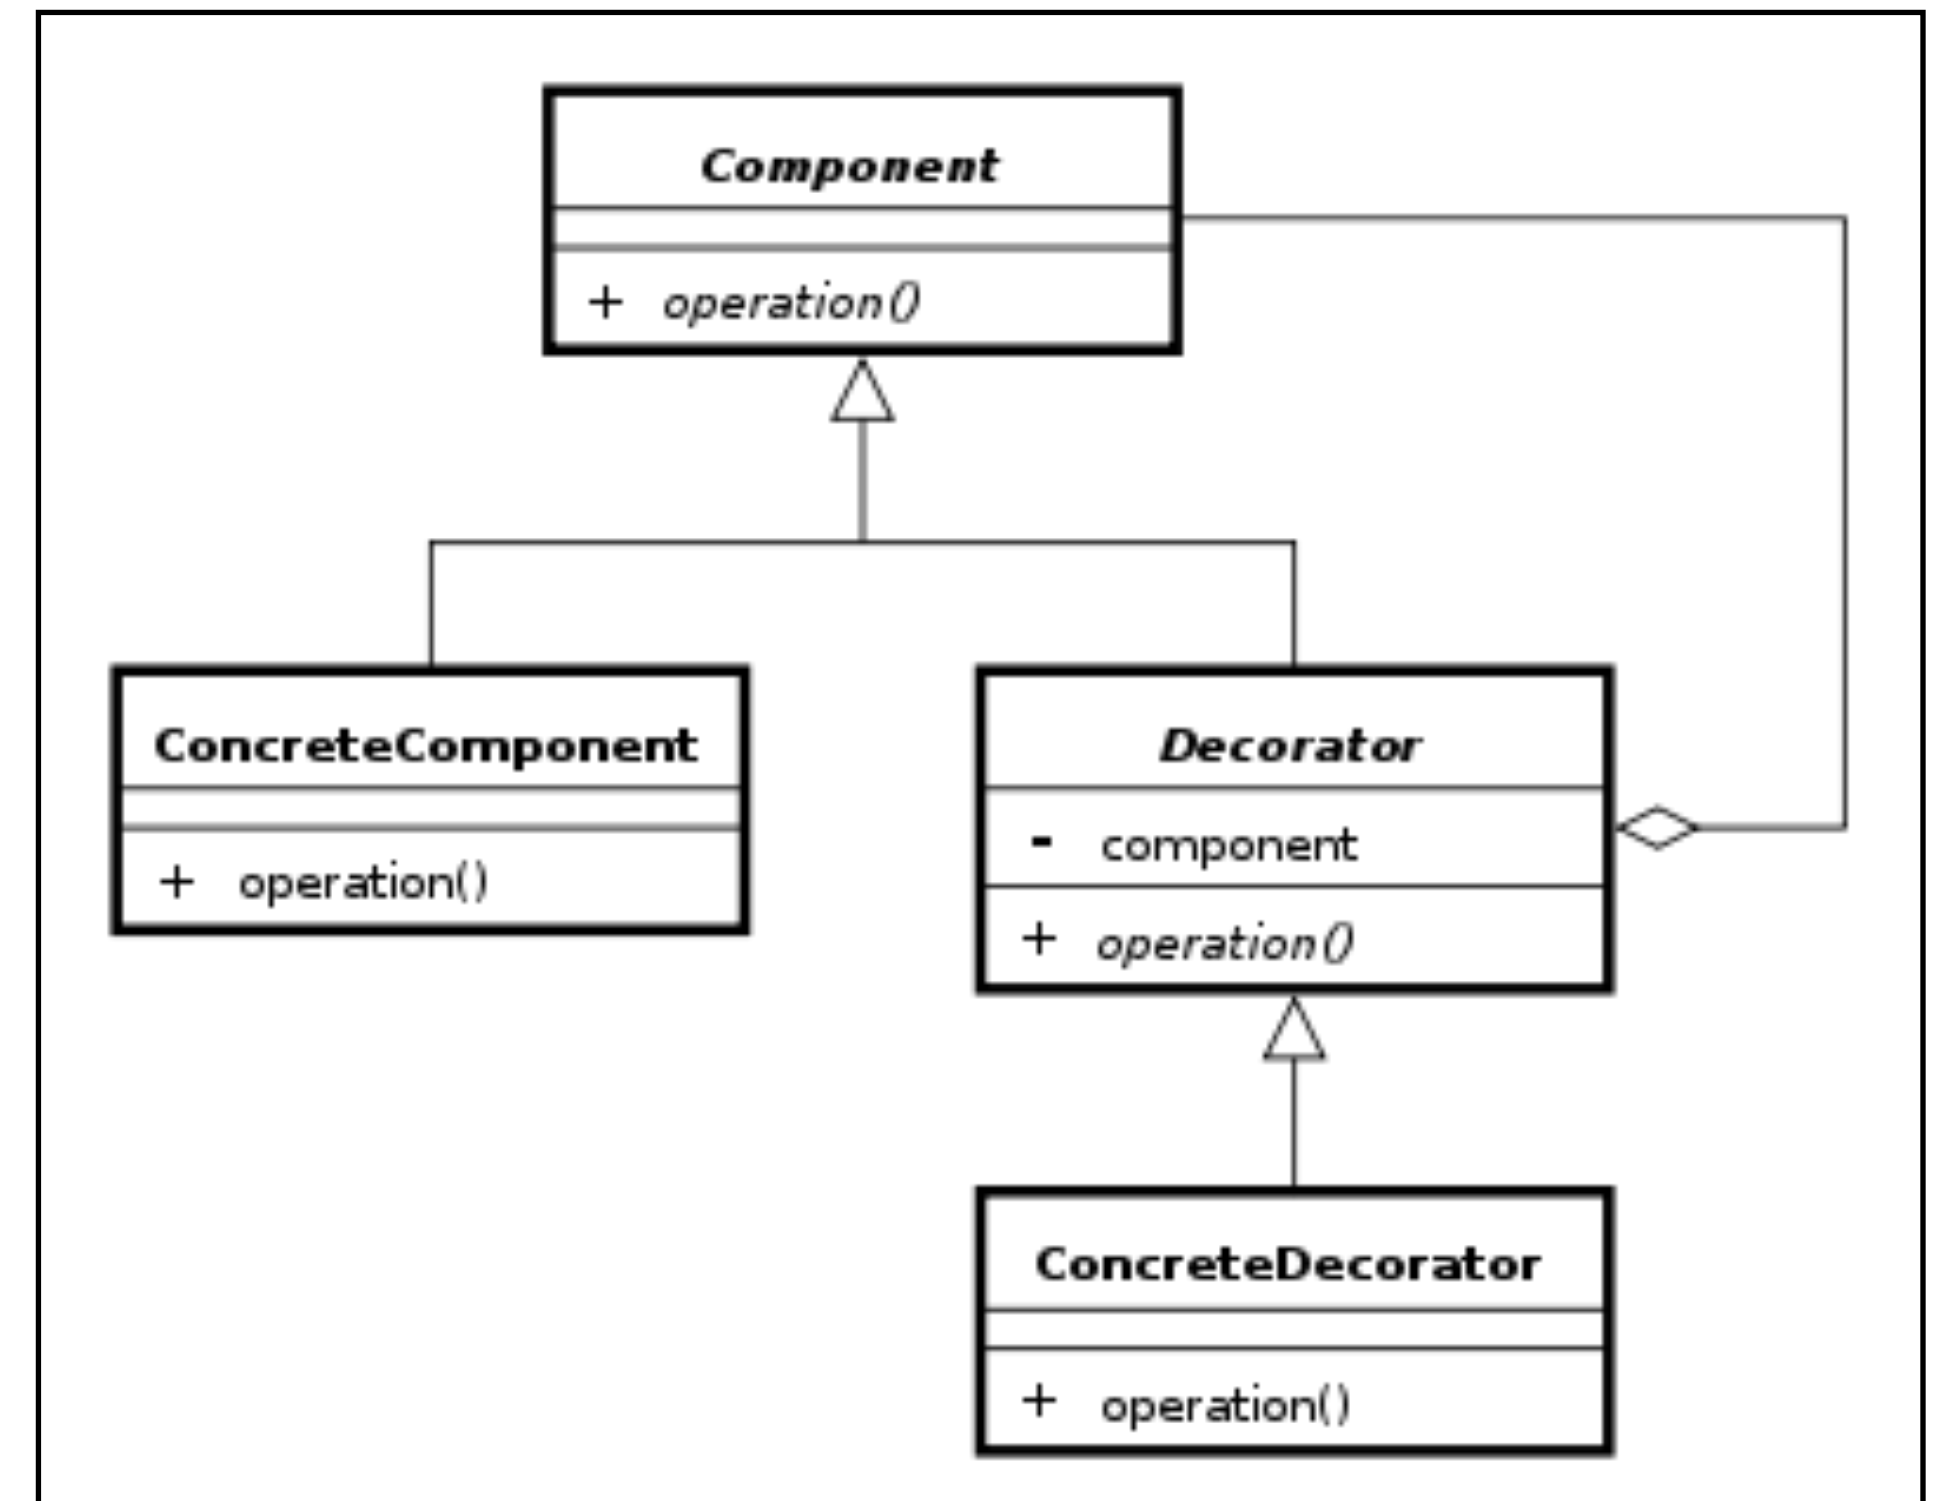 Component
+ operation()
ConcreteComponent
+ operation()
Decorator
- component
+ operation()
ConcreteDecorator
+ operation()